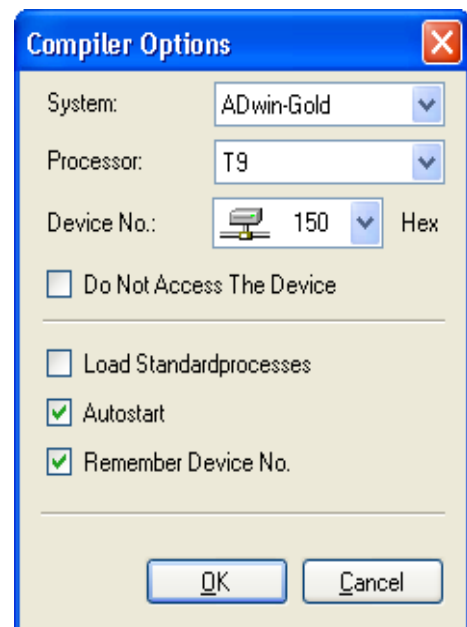 Compiler Options
System: ADwin-Gold
Processor: T9
Device No.: 150 Hex
Do Not Access The Device
Load Standardprocesses
Autostart
Remember Device No.
OK Cancel